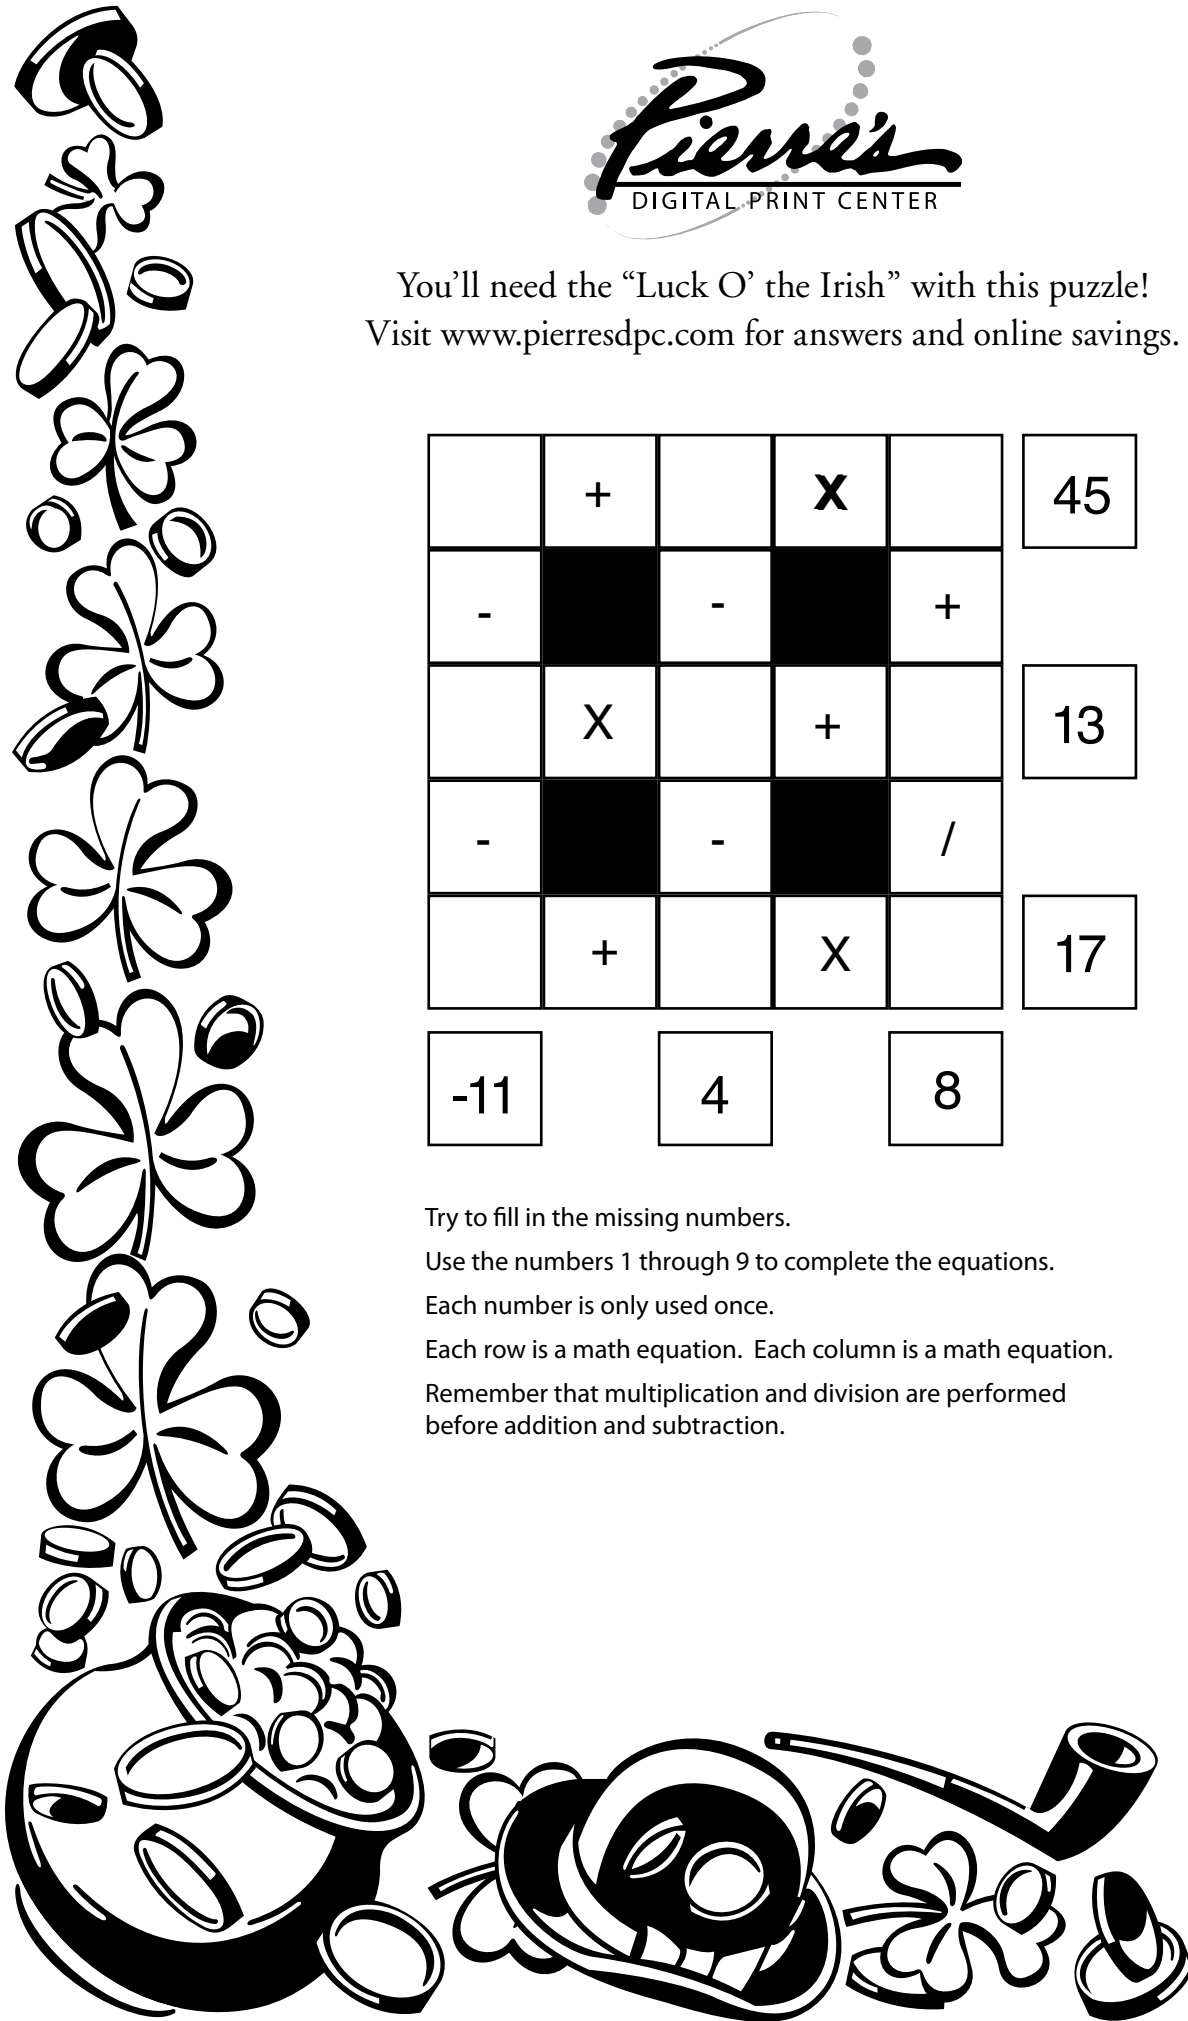 Pierre's
DIGITAL PRINT CENTER
You’ll need the “Luck O’ the Irish” with this puzzle!
Visit www.pierresdpc.com for answers and online savings.
+ X 45
- - +
X + 13
- - /
+ X 17
-11 4 8
Try to fill in the missing numbers.
Use the numbers 1 through 9 to complete the equations.
Each number is only used once.
Each row is a math equation. Each column is a math equation.
Remember that multiplication and division are performed
before addition and subtraction.